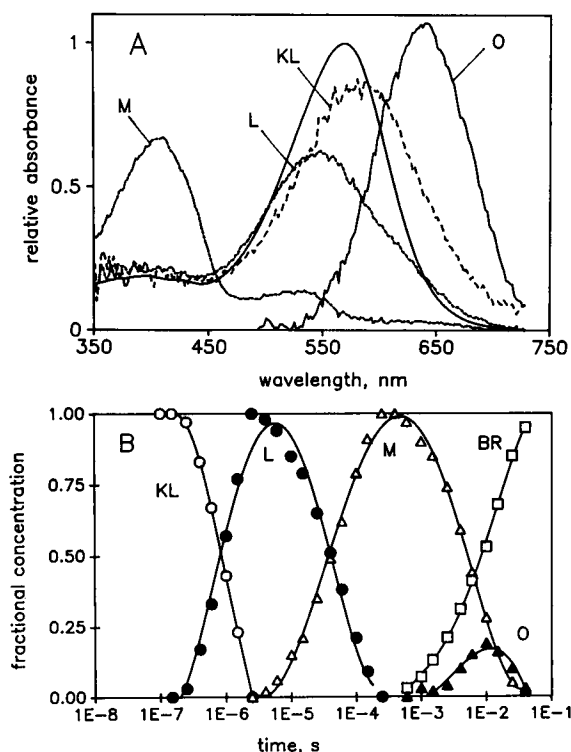 A
1
O
KL
M
L
relative absorbance
0.5
0
350 450 550 650 750
wavelength, nm
1.00
B
L
M
BR
KL
0.75
fractional concentration
0.50
0.25
O
0.00
1E-8 1E-7 1E-6 1E-5 1E-4 1E-3 1E-2 1E-1
time, s